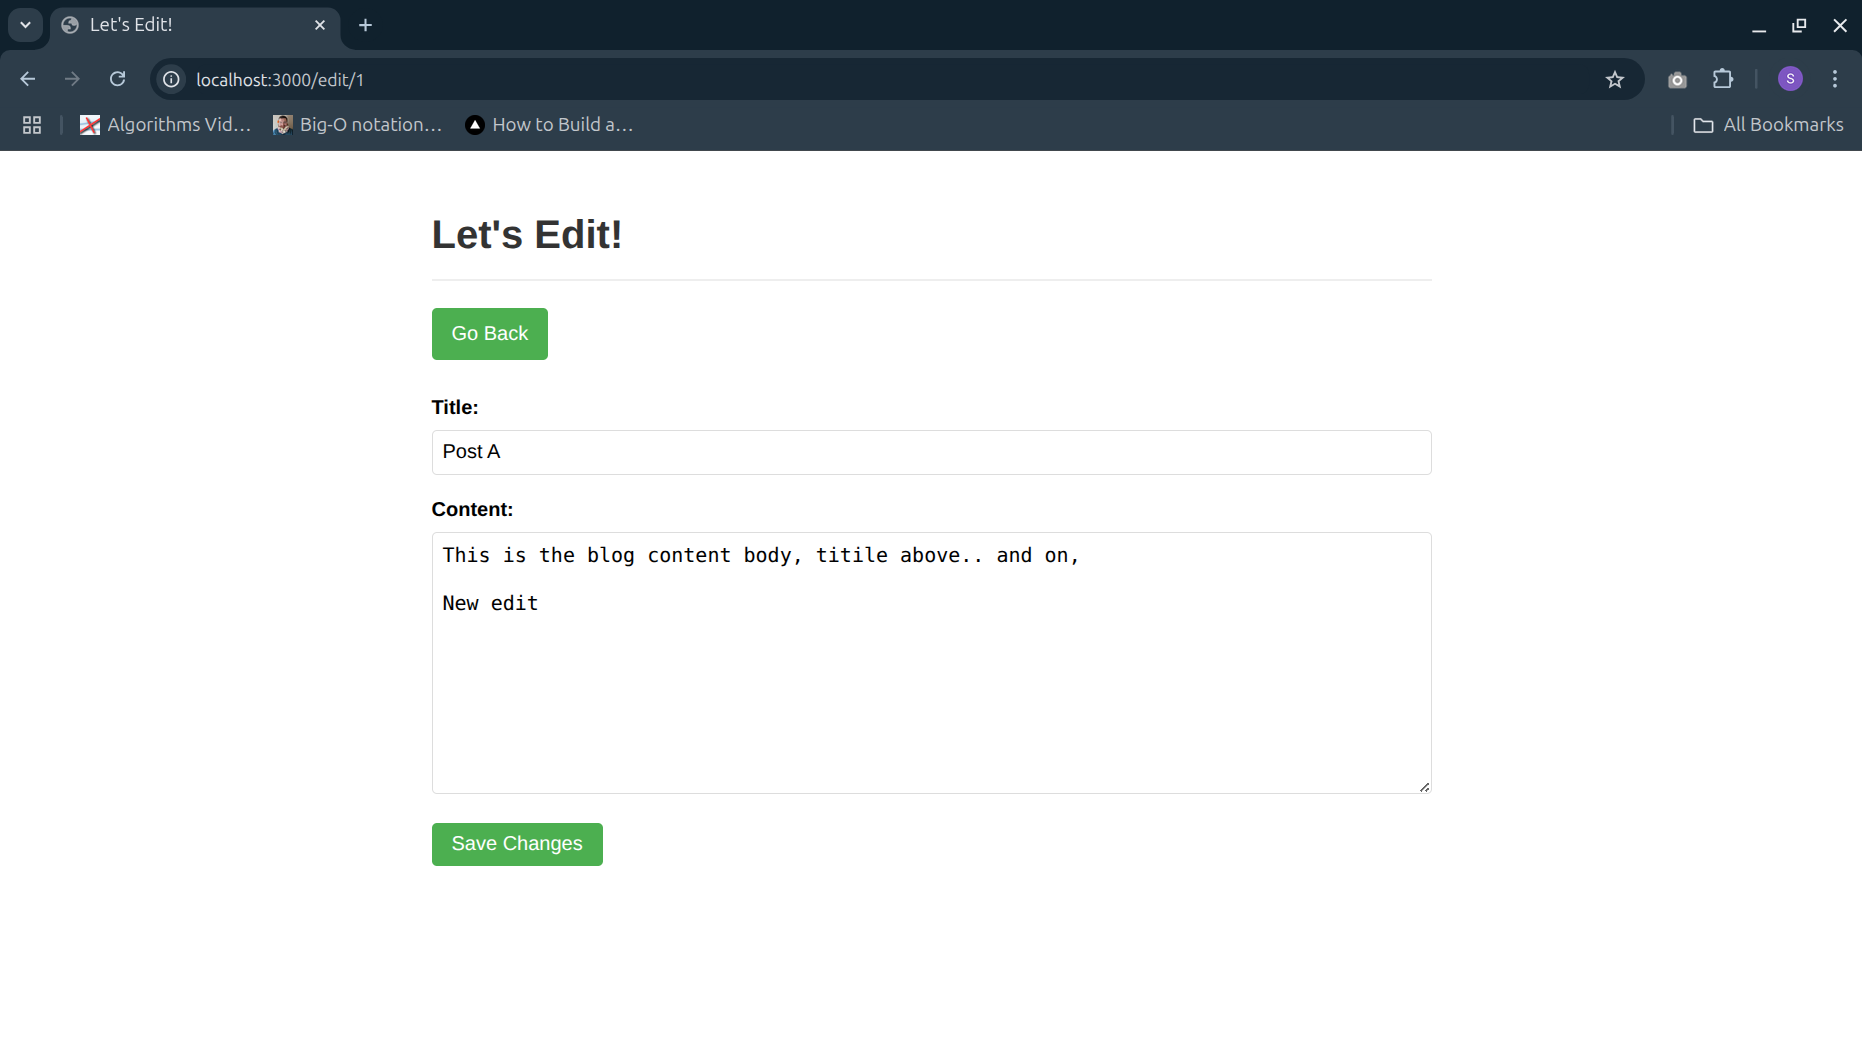 Let's Edit!
localhost:3000/edit/1
S
Algorithms Vid...
Big-O notation...
How to Build a...
All Bookmarks
Let's Edit!
Go Back
Title:
Post A
Content:
This is the blog content body, titile above.. and on,
New edit
Save Changes